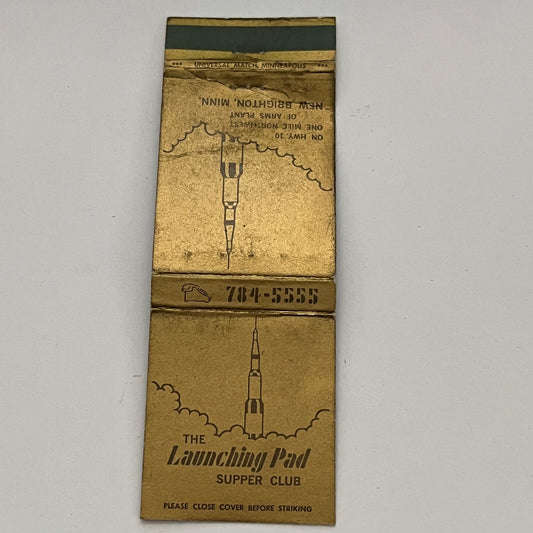 UNIVERSAL MATCH, MINNEAPOLIS
ON HWY. 10
ONE MILE NORTHWEST
OF ARMS PLANT
NEW BRIGHTON, MINN.
784-5555
THE
Launching Pad
SUPPER CLUB
PLEASE CLOSE COVER BEFORE STRIKING